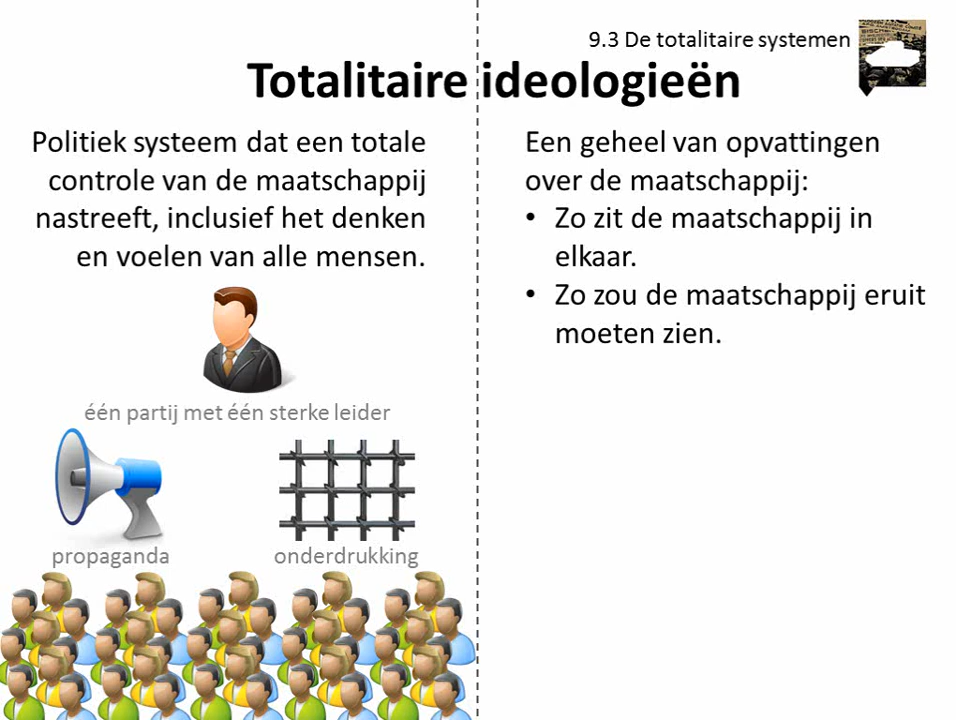 9.3 De totalitaire systemen
Totalitaire ideologieën
Politiek systeem dat een totale
controle van de maatschappij
nastreeft, inclusief het denken
en voelen van alle mensen.
één partij met één sterke leider
propaganda
onderdrukking
Een geheel van opvattingen
over de maatschappij:
• Zo zit de maatschappij in
elkaar.
• Zo zou de maatschappij eruit
moeten zien.